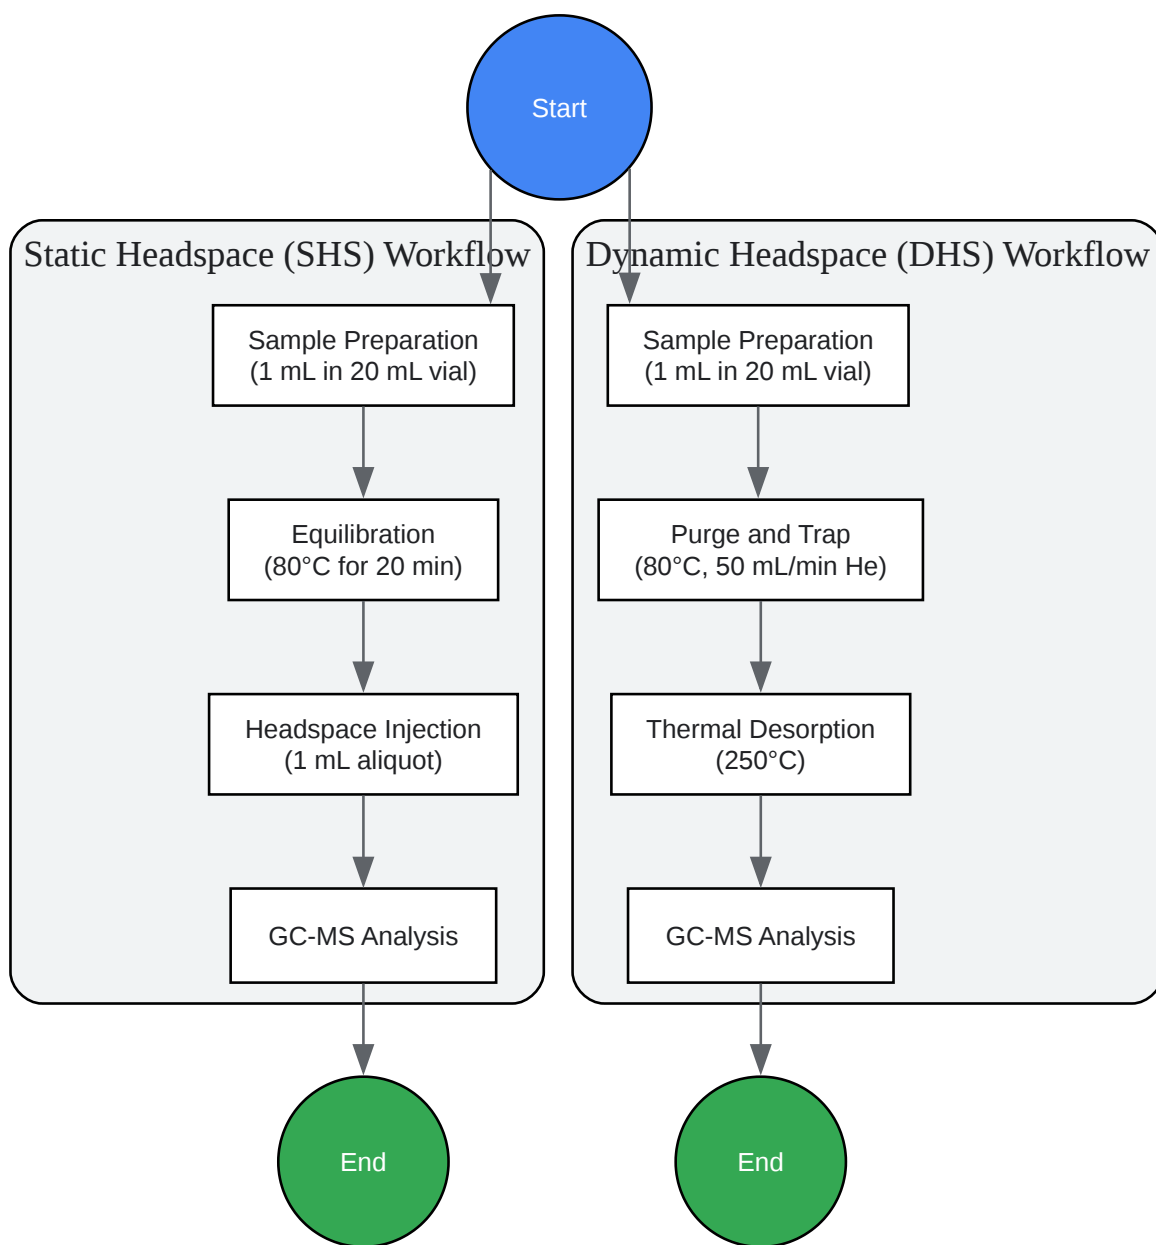 Start
Static Headspace (SHS) Workflow
Sample Preparation
(1 mL in 20 mL vial)
Equilibration
(80°C for 20 min)
Headspace Injection
(1 mL aliquot)
GC-MS Analysis
End
Dynamic Headspace (DHS) Workflow
Sample Preparation
(1 mL in 20 mL vial)
Purge and Trap
(80°C, 50 mL/min He)
Thermal Desorption
(250°C)
GC-MS Analysis
End